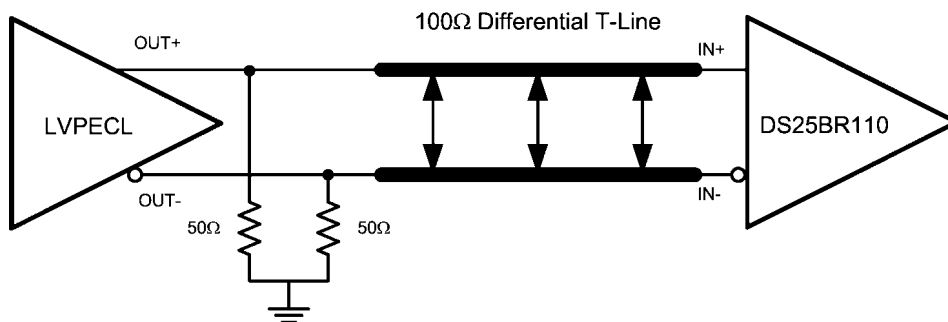 100Ω Differential T-Line
OUT+
IN+
LVPECL
DS25BR110
OUT-
IN-
50Ω
50Ω